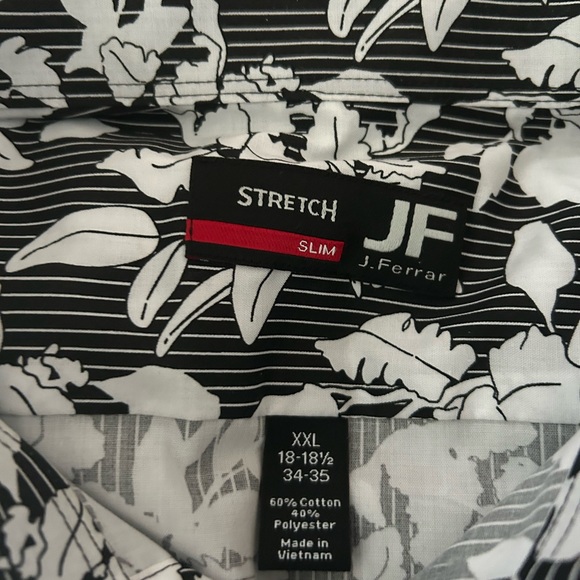 STRETCH
SLIM
JF
J.Ferrar
XXL
18-18½
34-35
60% Cotton
40%
Polyester
Made in
Vietnam